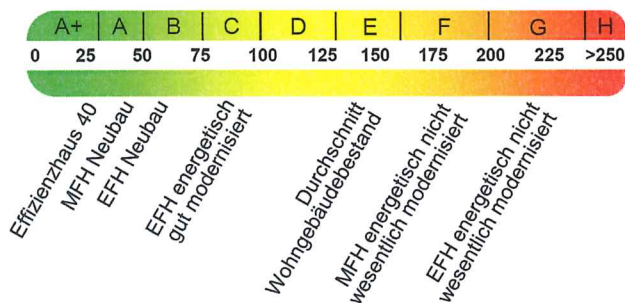 A+ A B C D E F G H
0 25 50 75 100 125 150 175 200 225 >250
Effizienzhaus 40
MFH Neubau
EFH Neubau
EFH energetisch
gut modernisiert
Durchschnitt
Wohngebäudebestand
MFH energetisch nicht
wesentlich modernisiert
EFH energetisch nicht
wesentlich modernisiert